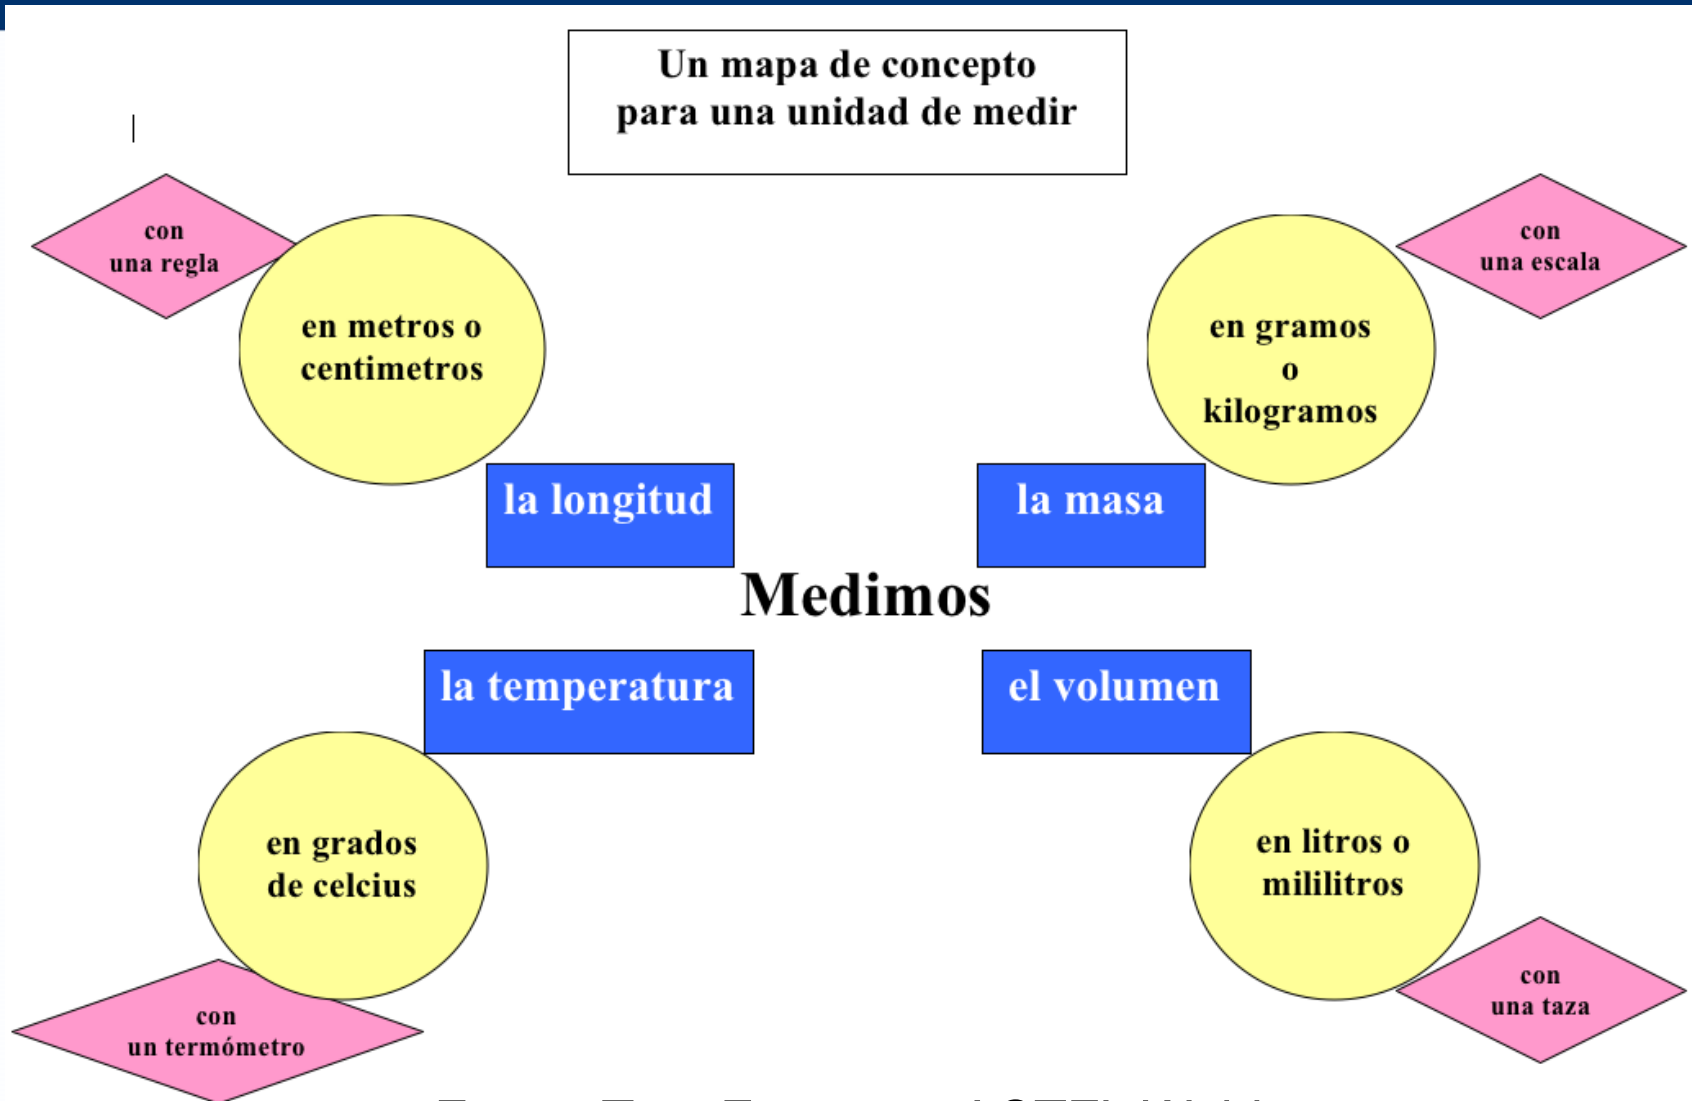 Un mapa de concepto
para una unidad de medir
con
una regla
en metros o
centimetros
la longitud
con
una escala
en gramos
o
kilogramos
la masa
Medimos
la temperatura
en grados
de celcius
con
un termómetro
el volumen
en litros o
mililitros
con
una taza